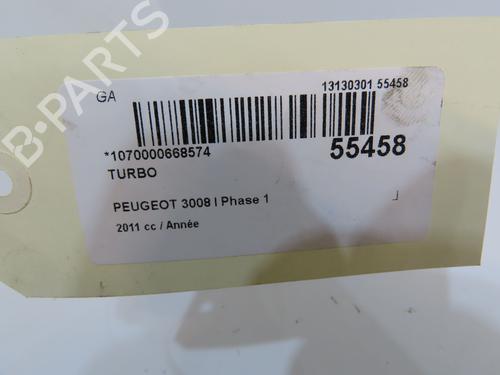 GA
13130301 55458
*1070000668574
55458
TURBO
PEUGEOT 3008 I Phase 1
2011 cc / Année
B-PARTS